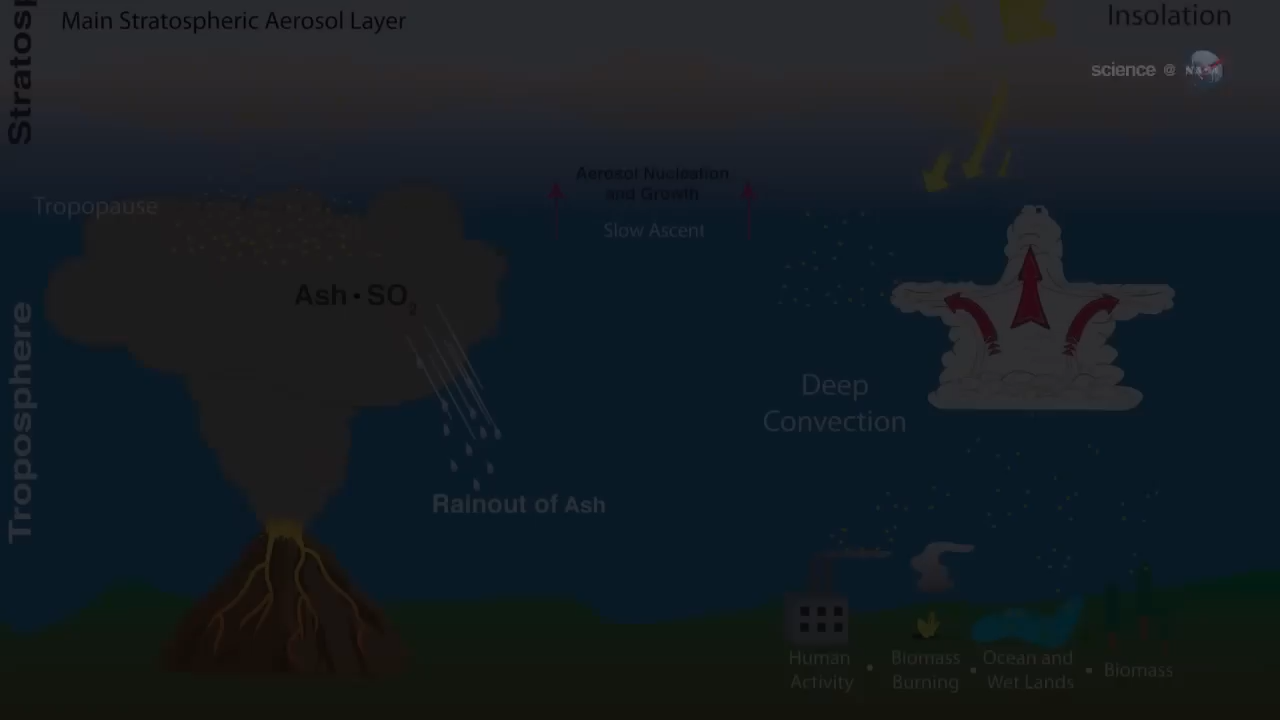 Main Stratospheric Aerosol Layer
Insolation
science @ NASA
Aerosol Nucleation
and Growth
Tropopause
Slow Ascent
Ash • SO2
Troposphere
Deep
Convection
Rainout of Ash
Human
Activity
•
Biomass
Burning
•
Ocean and
Wet Lands
•
Biomass